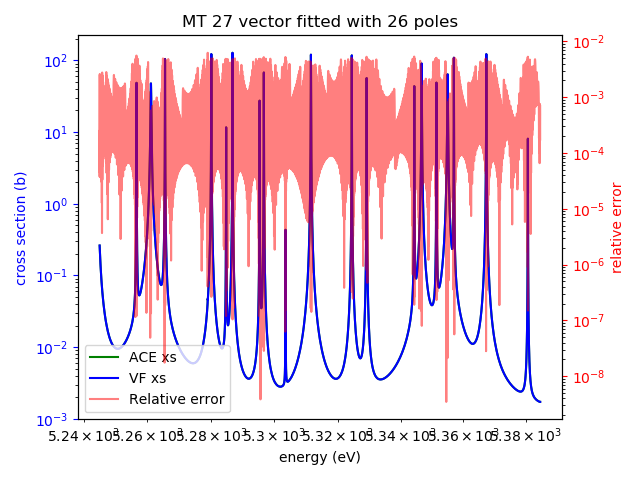 MT 27 vector fitted with 26 poles
10²
10¹
10⁰
10⁻¹
10⁻²
10⁻³
cross section (b)
10⁻²
10⁻³
10⁻⁴
10⁻⁵
10⁻⁶
10⁻⁷
10⁻⁸
relative error
ACE xs
VF xs
Relative error
5.24 × 10³ 5.26 × 10³ 5.28 × 10³ 5.3 × 10³ 5.32 × 10³ 5.34 × 10³ 5.36 × 10³ 5.38 × 10³
energy (eV)